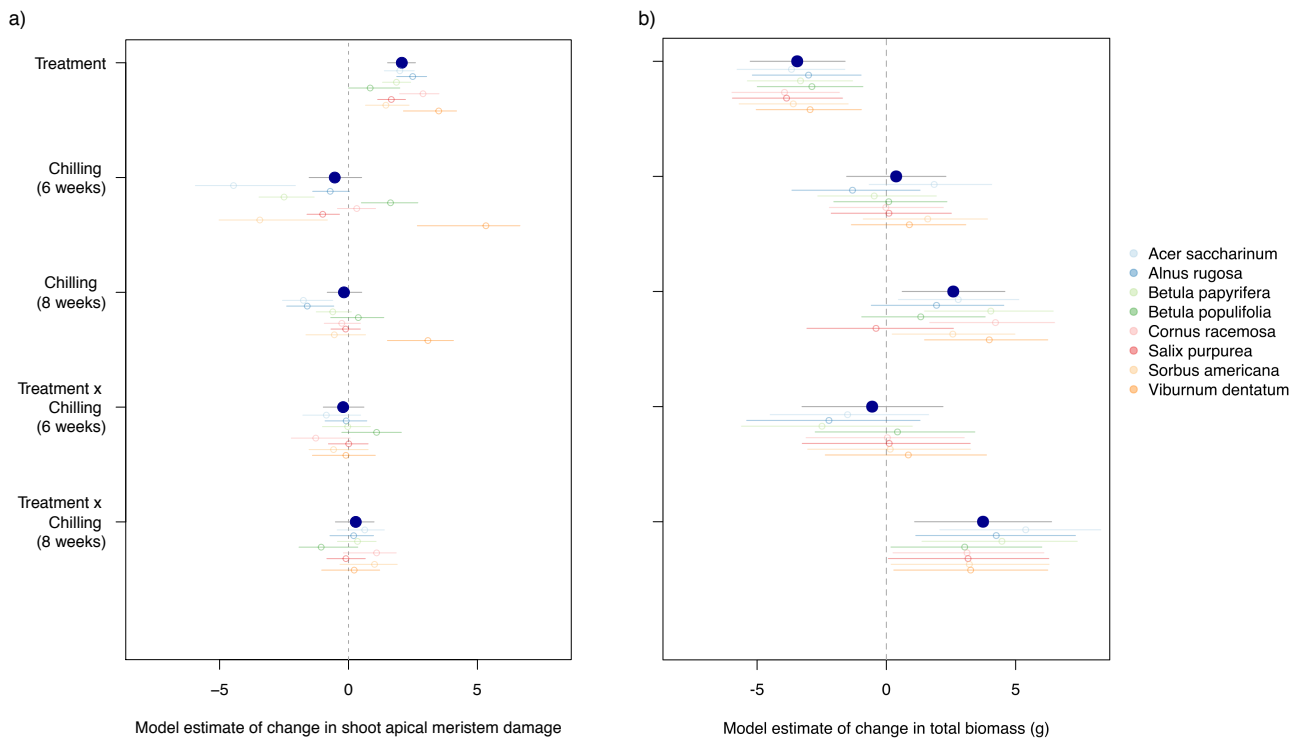 a)
Treatment
Chilling
(6 weeks)
Chilling
(8 weeks)
Treatment x
Chilling
(6 weeks)
Treatment x
Chilling
(8 weeks)
−5
0
5
Model estimate of change in shoot apical meristem damage
b)
-5
0
5
Model estimate of change in total biomass (g)
Acer saccharinum
Alnus rugosa
Betula papyrifera
Betula populifolia
Cornus racemosa
Salix purpurea
Sorbus americana
Viburnum dentatum